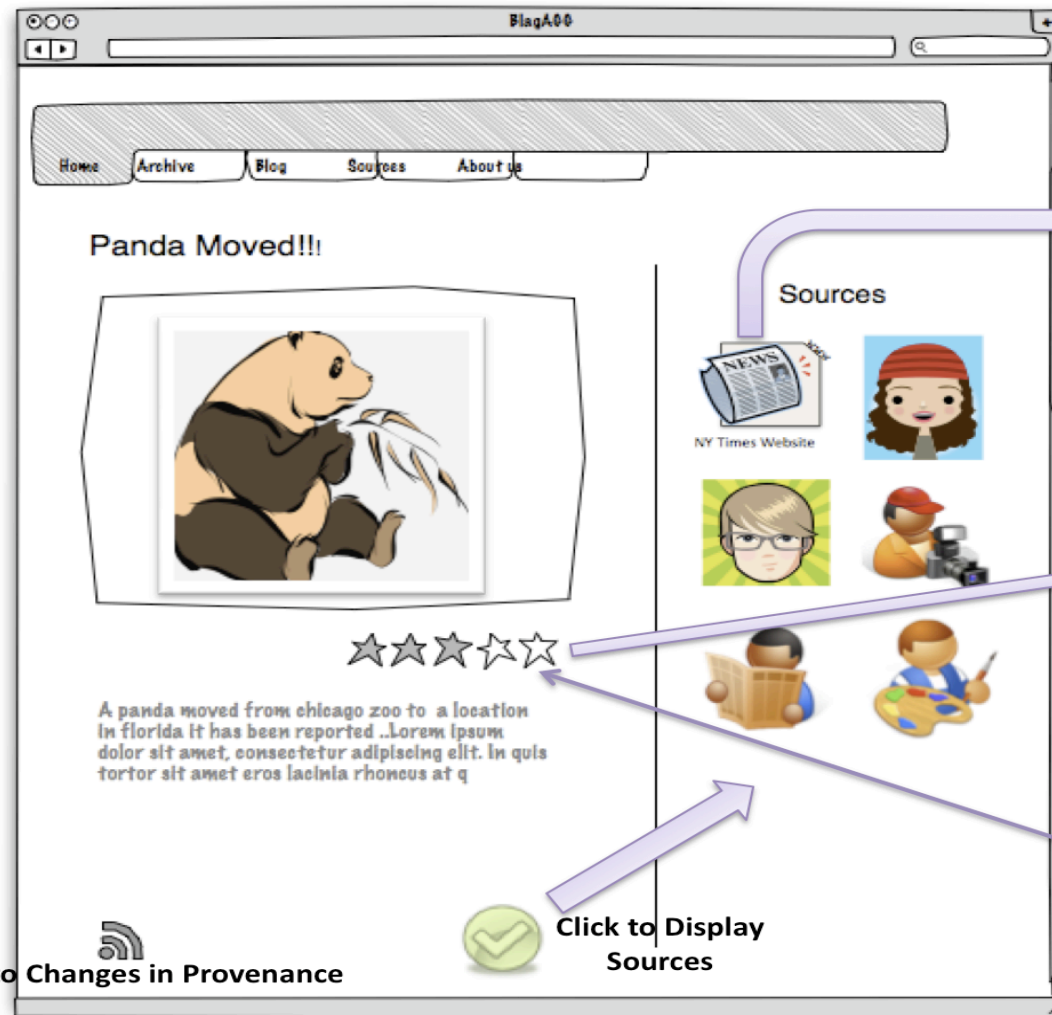 BlagAGG
Home Archive Blog Sources About us
Panda Moved!!!
Sources
NEWS
NY Times Website
A panda moved from chicago zoo to a location
in florida it has been reported ..Lorem ipsum
dolor sit amet, consectetur adipiscing elit. In quis
tortor sit amet eros lacinia rhoncus at q
Click to Display
Sources
o Changes in Provenance